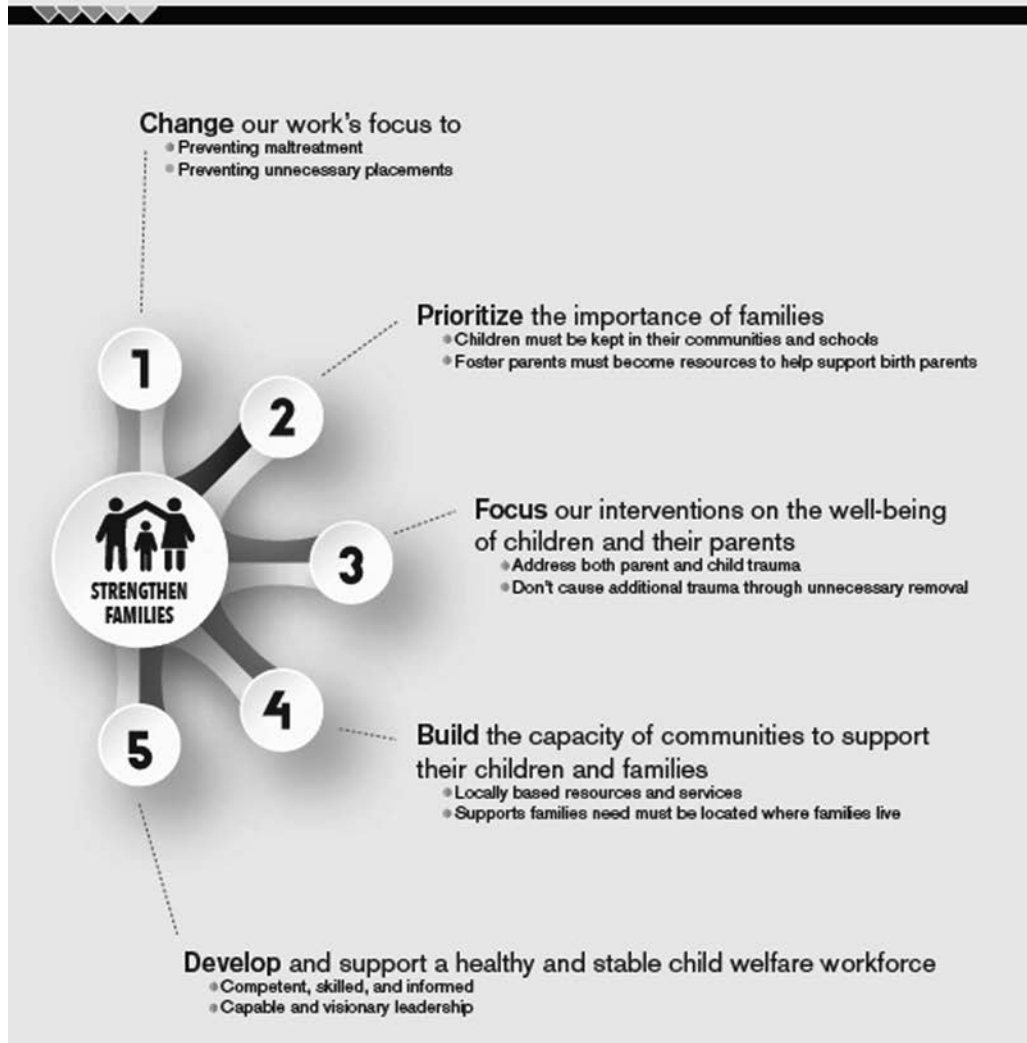 Change our work's focus to
Preventing maltreatment
Preventing unnecessary placements
1
Prioritize the importance of families
Children must be kept in their communities and schools
Foster parents must become resources to help support birth parents
2
Focus our interventions on the well-being
of children and their parents
Address both parent and child trauma
Don't cause additional trauma through unnecessary removal
3
STRENGTHEN
FAMILIES
4
Build the capacity of communities to support
their children and families
Locally based resources and services
Supports families need must be located where families live
5
Develop and support a healthy and stable child welfare workforce
Competent, skilled, and informed
Capable and visionary leadership